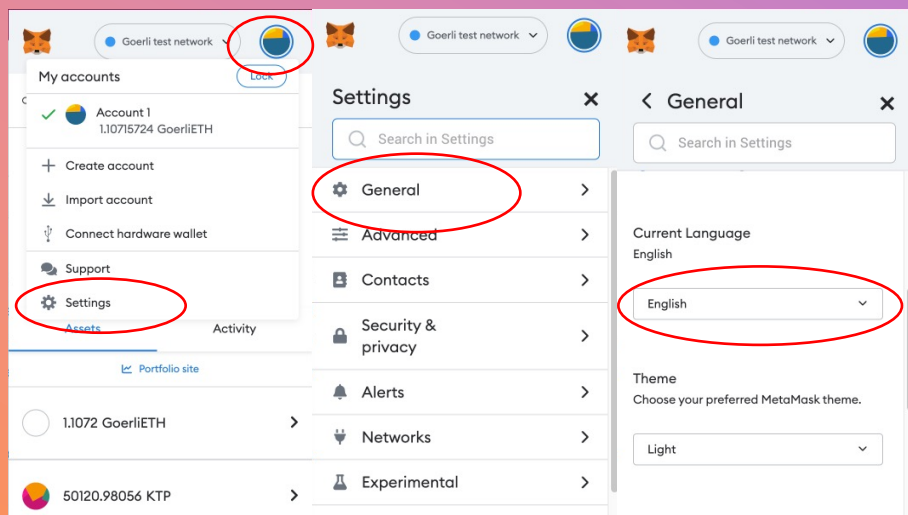 Goerli test network
My accounts
Lock
Account 1
1.10715724 GoerliETH
Create account
Import account
Connect hardware wallet
Support
Settings
Assets
Activity
Portfolio site
1.1072 GoerliETH
50120.98056 KTP
Goerli test network
Settings
Search in Settings
General
Advanced
Contacts
Security &
privacy
Alerts
Networks
Experimental
Goerli test network
General
Search in Settings
Current Language
English
English
Theme
Choose your preferred MetaMask theme.
Light